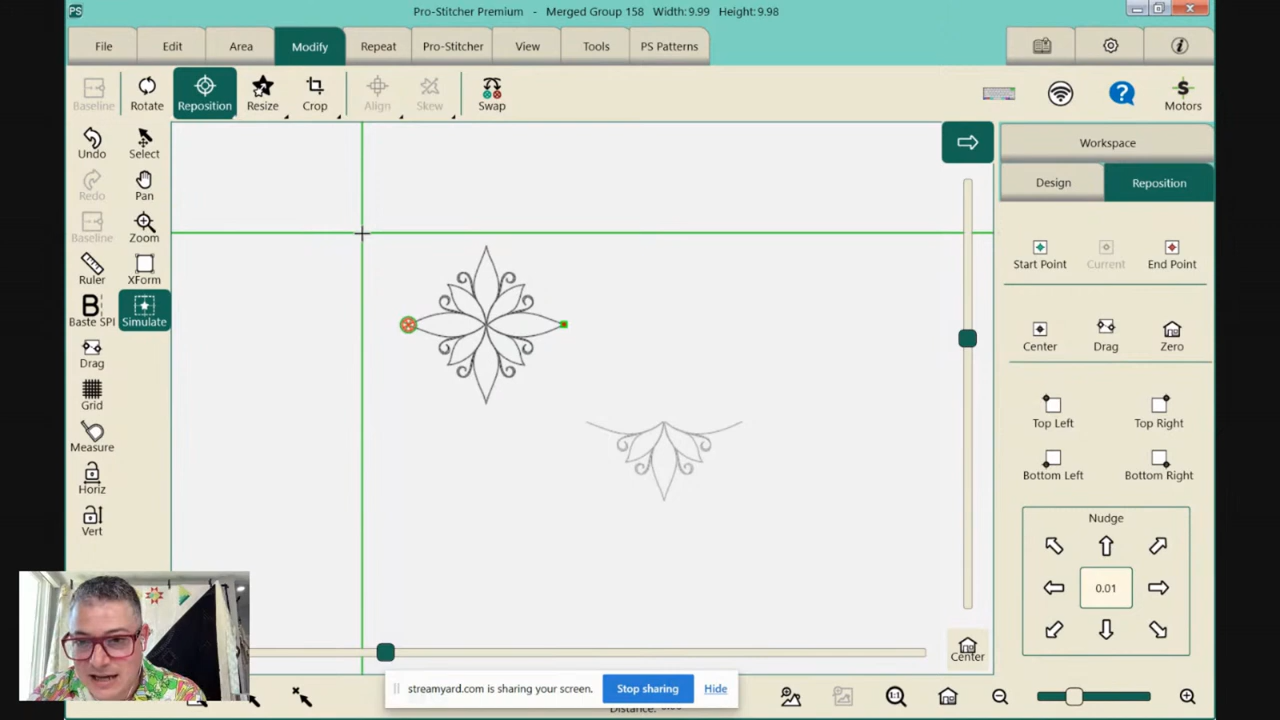 PS
Pro-Stitcher Premium - Merged Group 158 Width:9.99 Height:9.98
File Edit Area Modify Repeat Pro-Stitcher View Tools PS Patterns
Baseline Rotate Reposition Resize Crop Align Skew Swap Motors
Workspace
Undo Select
Design Reposition
Redo Pan
Baseline Zoom
Start Point Current End Point
Ruler XForm
Baste SPI Simulate
Center Drag Zero
Drag
Grid
Top Left Top Right
Measure
Bottom Left Bottom Right
Horiz
Nudge
Vert
0.01
Center
streamyard.com is sharing your screen. Stop sharing Hide
1:1